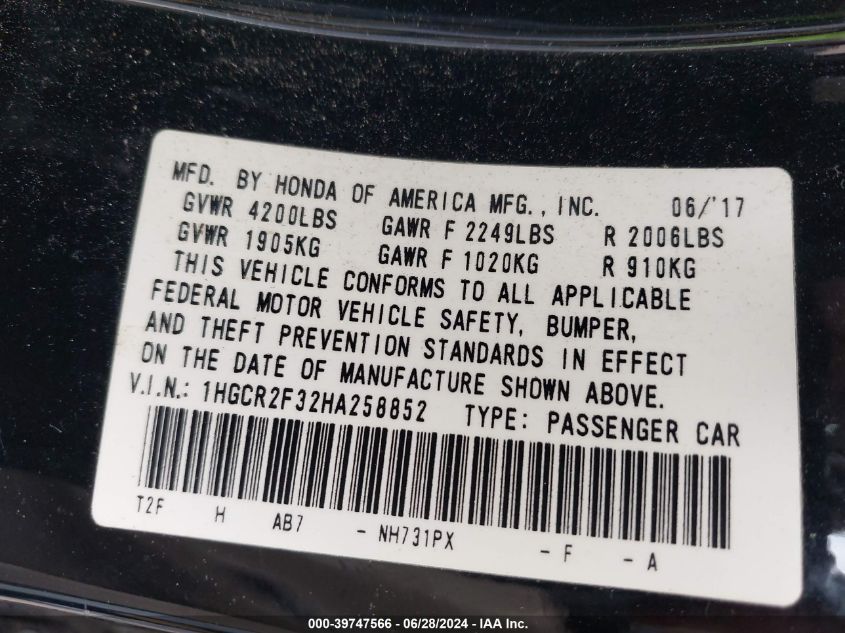 MFD. BY HONDA OF AMERICA MFG., INC. 06/'17
GVWR 4200LBS GAWR F 2249LBS R 2006LBS
GVWR 1905KG GAWR F 1020KG R 910KG
THIS VEHICLE CONFORMS TO ALL APPLICABLE
FEDERAL MOTOR VEHICLE SAFETY, BUMPER,
AND THEFT PREVENTION STANDARDS IN EFFECT
ON THE DATE OF MANUFACTURE SHOWN ABOVE.
V.I.N.: 1HGCR2F32HA258852 TYPE: PASSENGER CAR
T2F H AB7 - NH731PX - F - A
000-39747566 - 06/28/2024 - IAA Inc.